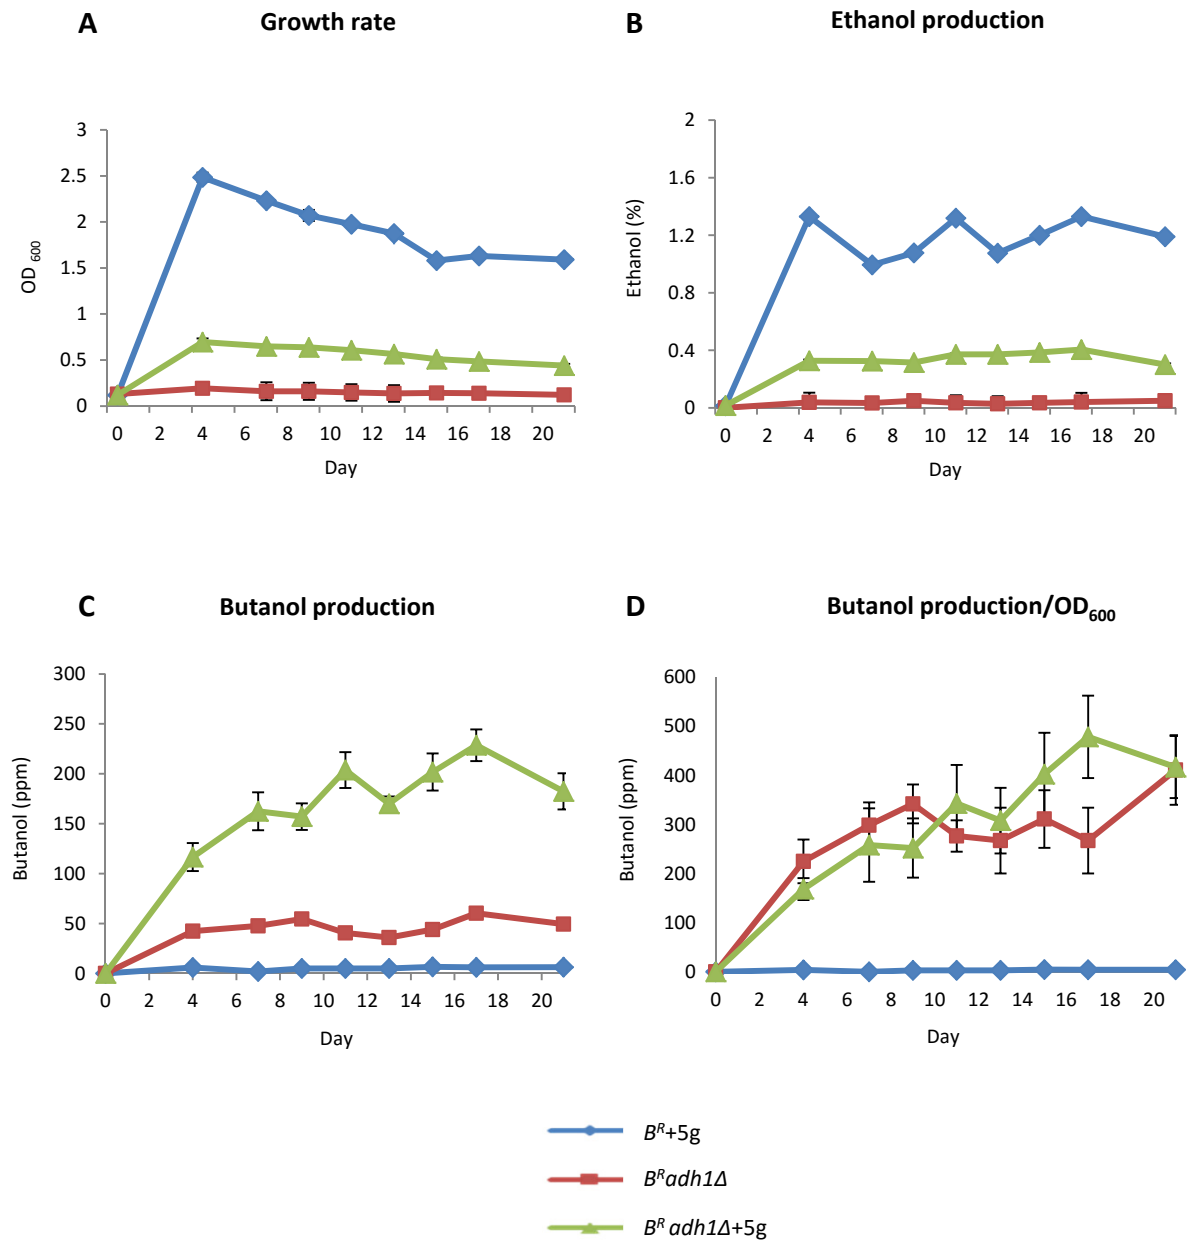 A Growth rate
3
2.5
2
1.5
1
0.5
0
OD 600
0 2 4 6 8 10 12 14 16 18 20
Day
B Ethanol production
2
1.6
1.2
0.8
0.4
0
Ethanol (%)
0 2 4 6 8 10 12 14 16 18 20
Day
C Butanol production
300
250
200
150
100
50
0
Butanol (ppm)
0 2 4 6 8 10 12 14 16 18 20
Day
D Butanol production/OD600
600
500
400
300
200
100
0
Butanol (ppm)
0 2 4 6 8 10 12 14 16 18 20
Day
B^R+5g
B^Radh1Δ
B^R adh1Δ+5g